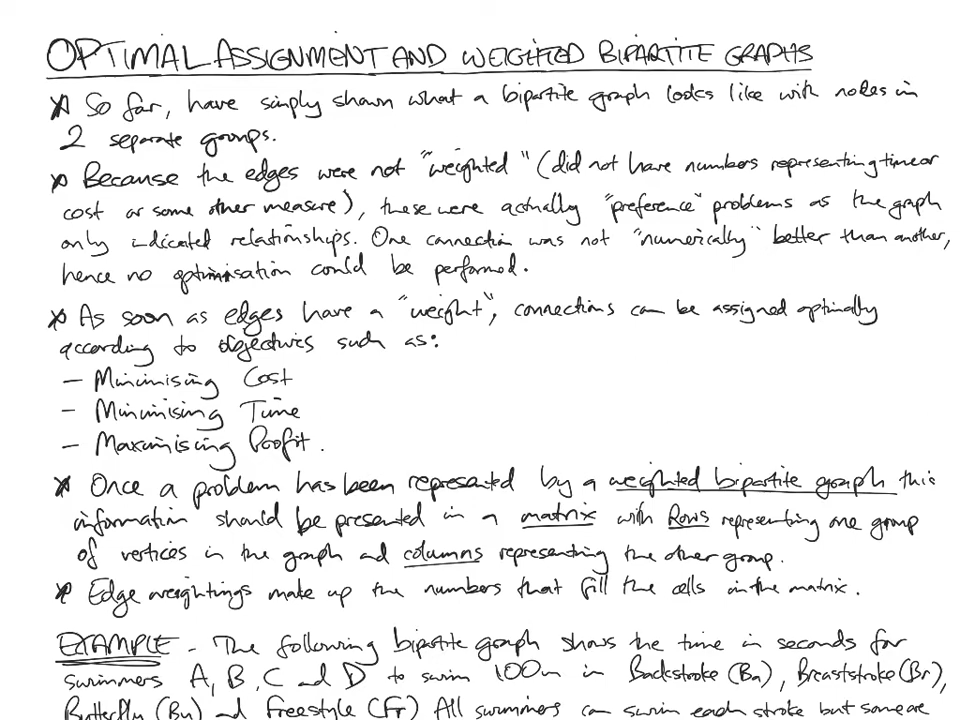 OPTIMAL ASSIGNMENT AND WEIGHTED BIPARTITE GRAPHS
* So far, have simply shown what a bipartite graph looks like with nodes in
2 separate groups.
* Because the edges were not "weighted" (did not have numbers representing time or
cost or some other measure), these were actually "preference" problems as the graph
only indicated relationships. One connection was not "numerically" better than another,
hence no optimisation could be performed.
* As soon as edges have a "weight", connections can be assigned optimally
according to objectives such as:
- Minimising Cost
- Minimising Time
- Maximising Profit.
* Once a problem has been represented by a weighted bipartite graph this
information should be presented in a matrix with Rows representing one group
of vertices in the graph and columns representing the other group.
* Edge weightings make up the numbers that fill the cells in the matrix.
EXAMPLE - The following bipartite graph shows the time in seconds for
swimmers A, B, C and D to swim 100m in Backstroke (Ba), Breaststroke (Br),
Butterfly (Bu) and Freestyle (Fr) All swimmers can swim each stroke but some are